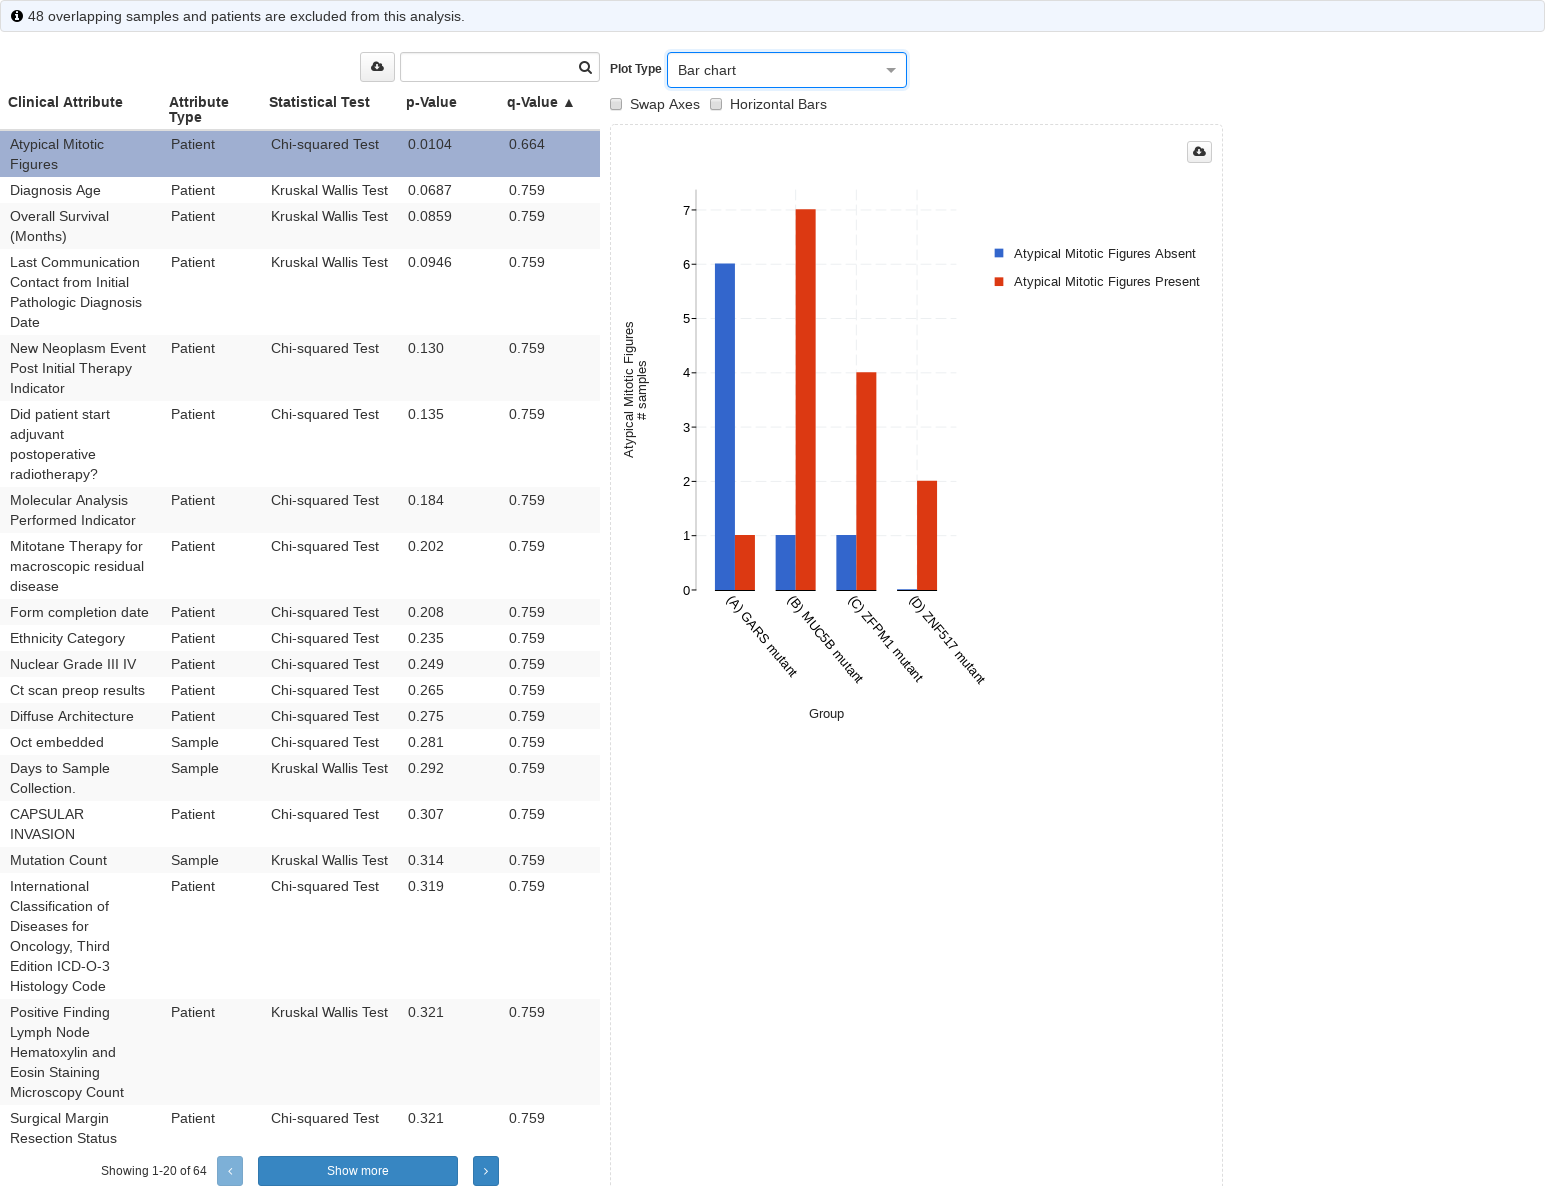 48 overlapping samples and patients are excluded from this analysis.
Plot Type
Bar chart
Swap Axes
Horizontal Bars
Clinical Attribute
Attribute
Type
Statistical Test
p-Value
q-Value ▲
Atypical Mitotic
Figures
Patient
Chi-squared Test
0.0104
0.664
Diagnosis Age
Patient
Kruskal Wallis Test
0.0687
0.759
Overall Survival
(Months)
Patient
Kruskal Wallis Test
0.0859
0.759
Last Communication
Contact from Initial
Pathologic Diagnosis
Date
Patient
Kruskal Wallis Test
0.0946
0.759
New Neoplasm Event
Post Initial Therapy
Indicator
Patient
Chi-squared Test
0.130
0.759
Did patient start
adjuvant
postoperative
radiotherapy?
Patient
Chi-squared Test
0.135
0.759
Molecular Analysis
Performed Indicator
Patient
Chi-squared Test
0.184
0.759
Mitotane Therapy for
macroscopic residual
disease
Patient
Chi-squared Test
0.202
0.759
Form completion date
Patient
Chi-squared Test
0.208
0.759
Ethnicity Category
Patient
Chi-squared Test
0.235
0.759
Nuclear Grade III IV
Patient
Chi-squared Test
0.249
0.759
Ct scan preop results
Patient
Chi-squared Test
0.265
0.759
Diffuse Architecture
Patient
Chi-squared Test
0.275
0.759
Oct embedded
Sample
Chi-squared Test
0.281
0.759
Days to Sample
Collection.
Sample
Kruskal Wallis Test
0.292
0.759
CAPSULAR
INVASION
Patient
Chi-squared Test
0.307
0.759
Mutation Count
Sample
Kruskal Wallis Test
0.314
0.759
International
Classification of
Diseases for
Oncology, Third
Edition ICD-O-3
Histology Code
Patient
Chi-squared Test
0.319
0.759
Positive Finding
Lymph Node
Hematoxylin and
Eosin Staining
Microscopy Count
Patient
Kruskal Wallis Test
0.321
0.759
Surgical Margin
Resection Status
Patient
Chi-squared Test
0.321
0.759
Showing 1-20 of 64
Show more
Atypical Mitotic Figures
# samples
7
6
5
4
3
2
1
0
(A) GARS mutant
(B) MUC5B mutant
(C) ZFPM1 mutant
(D) ZNF517 mutant
Group
Atypical Mitotic Figures Absent
Atypical Mitotic Figures Present